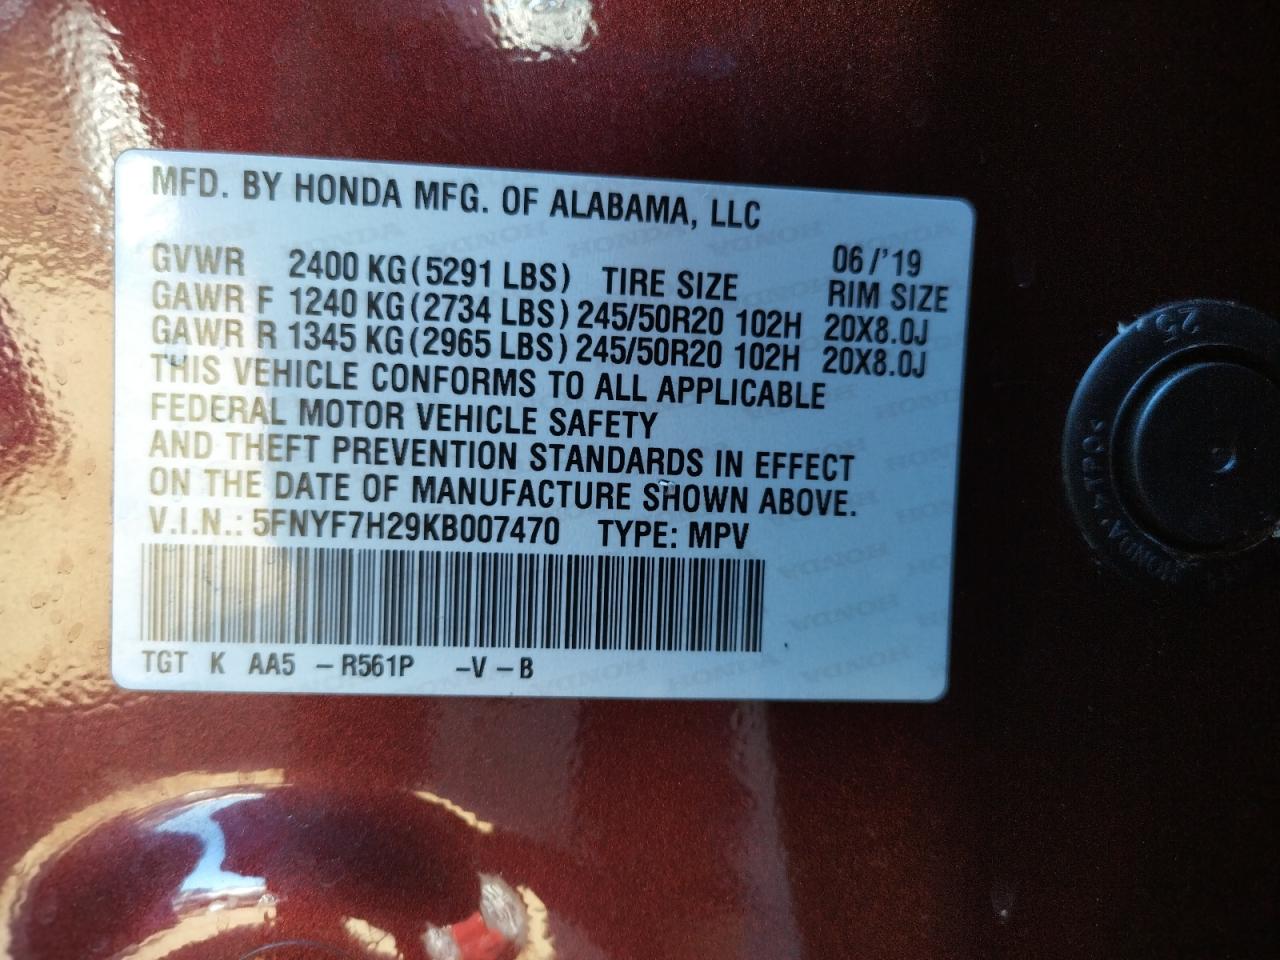 MFD. BY HONDA MFG. OF ALABAMA, LLC
06/'19
GVWR 2400 KG(5291 LBS) TIRE SIZE RIM SIZE
GAWR F 1240 KG(2734 LBS) 245/50R20 102H 20X8.0J
GAWR R 1345 KG(2965 LBS) 245/50R20 102H 20X8.0J
THIS VEHICLE CONFORMS TO ALL APPLICABLE
FEDERAL MOTOR VEHICLE SAFETY
AND THEFT PREVENTION STANDARDS IN EFFECT
ON THE DATE OF MANUFACTURE SHOWN ABOVE.
V.I.N.: 5FNYF7H29KB007470 TYPE: MPV
TGT K AA5 -R561P -V -B
25
>TPO<
HONDA